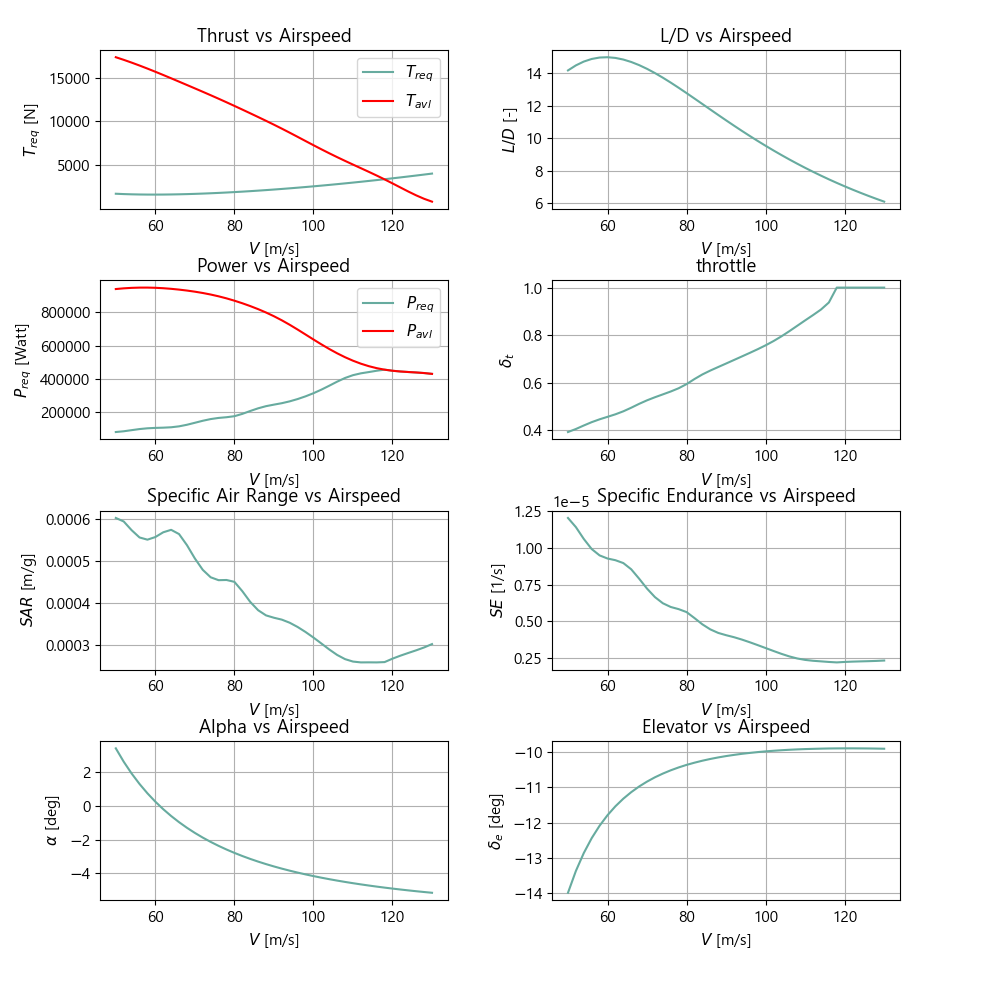 Thrust vs Airspeed
T_req [N]
15000
10000
5000
T_req
T_avl
60 80 100 120
V [m/s]
L/D vs Airspeed
L/D [-]
14
12
10
8
6
60 80 100 120
V [m/s]
Power vs Airspeed
P_req [Watt]
800000
600000
400000
200000
P_req
P_avl
60 80 100 120
V [m/s]
throttle
δ_t
1.0
0.8
0.6
0.4
60 80 100 120
V [m/s]
Specific Air Range vs Airspeed
SAR [m/g]
0.0006
0.0005
0.0004
0.0003
60 80 100 120
V [m/s]
1e−5 Specific Endurance vs Airspeed
SE [1/s]
1.25
1.00
0.75
0.50
0.25
60 80 100 120
V [m/s]
Alpha vs Airspeed
α [deg]
2
0
−2
−4
60 80 100 120
V [m/s]
Elevator vs Airspeed
δ_e [deg]
−10
−11
−12
−13
−14
60 80 100 120
V [m/s]